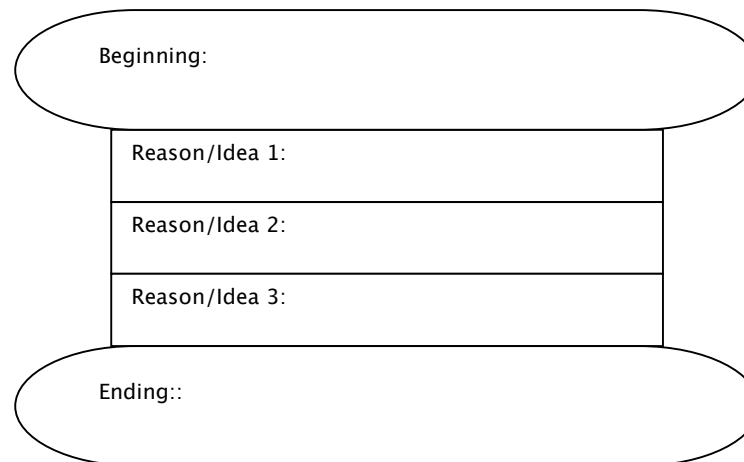 Beginning:
Reason/Idea 1:
Reason/Idea 2:
Reason/Idea 3:
Ending::